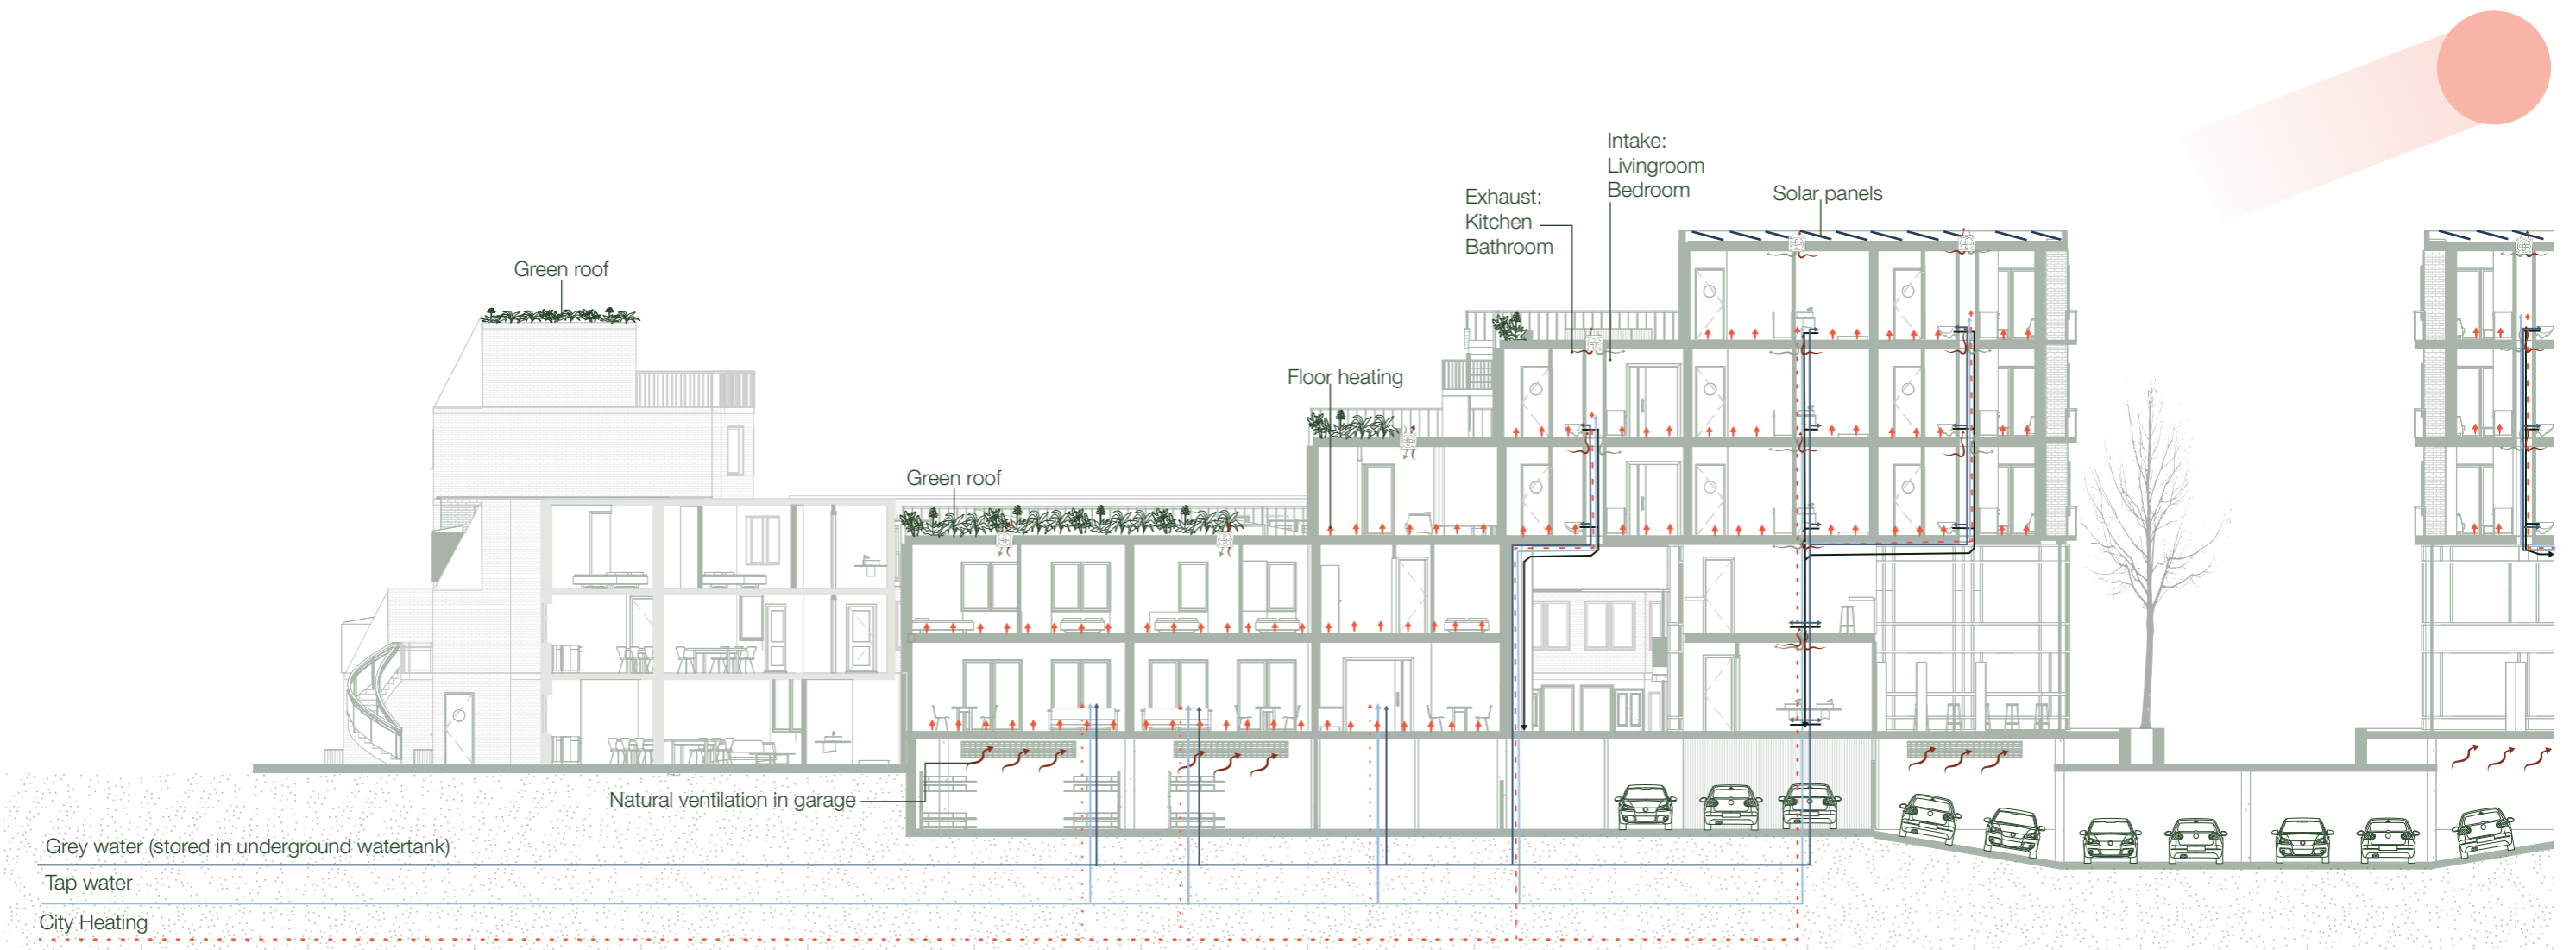 Intake:
Livingroom
Bedroom
Exhaust:
Kitchen
Bathroom
Solar panels
Green roof
Floor heating
Green roof
Natural ventilation in garage
Grey water (stored in underground watertank)
Tap water
City Heating